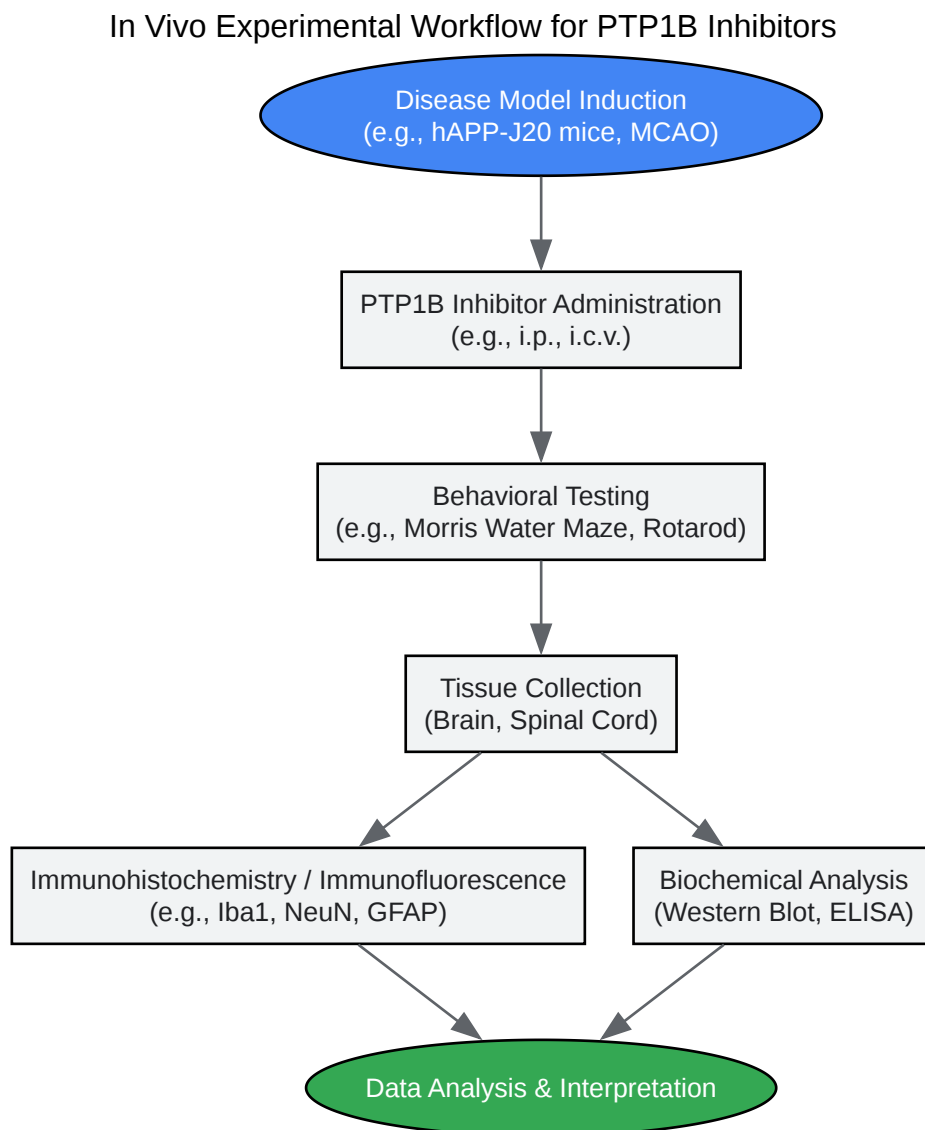 In Vivo Experimental Workflow for PTP1B Inhibitors
Disease Model Induction
(e.g., hAPP-J20 mice, MCAO)
PTP1B Inhibitor Administration
(e.g., i.p., i.c.v.)
Behavioral Testing
(e.g., Morris Water Maze, Rotarod)
Tissue Collection
(Brain, Spinal Cord)
Immunohistochemistry / Immunofluorescence
(e.g., Iba1, NeuN, GFAP)
Biochemical Analysis
(Western Blot, ELISA)
Data Analysis & Interpretation